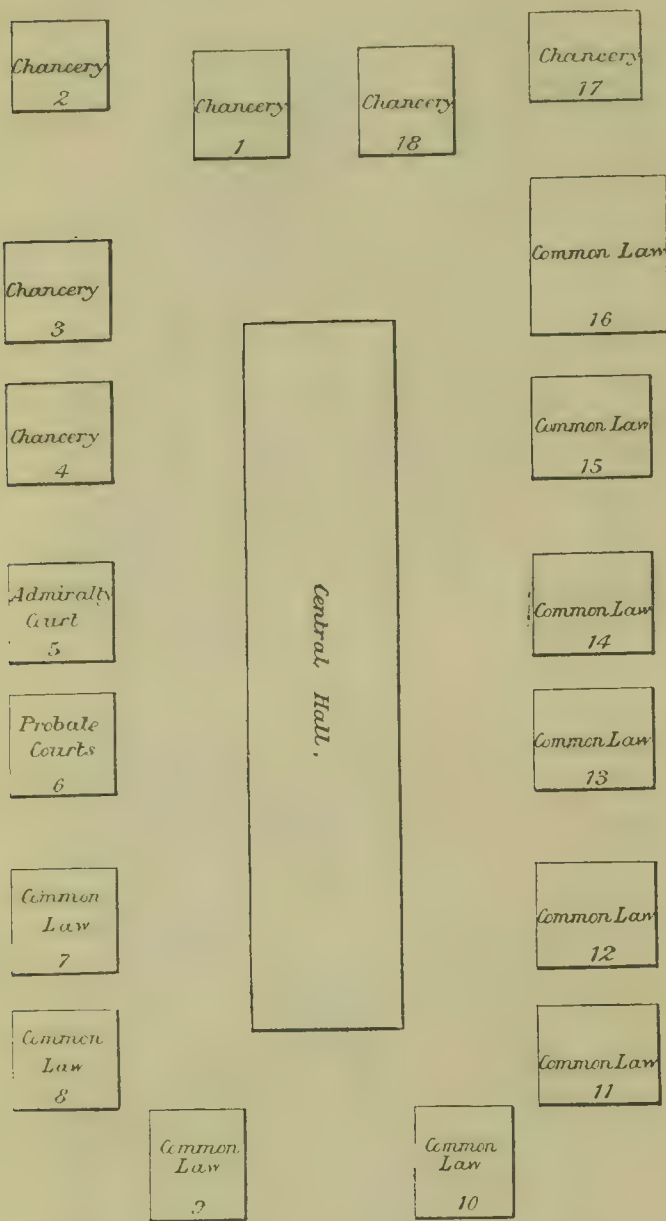 Chancery
2
Chancery
1
Chancery
18
Chancery
17
Chancery
3
Common Law
16
Chancery
4
Common Law
15
Admiralty
Court
5
Common Law
14
Probate
Courts
6
Common Law
13
Central Hall.
Common
Law
7
Common Law
12
Common
Law
8
Common Law
11
Common
Law
9
Common
Law
10